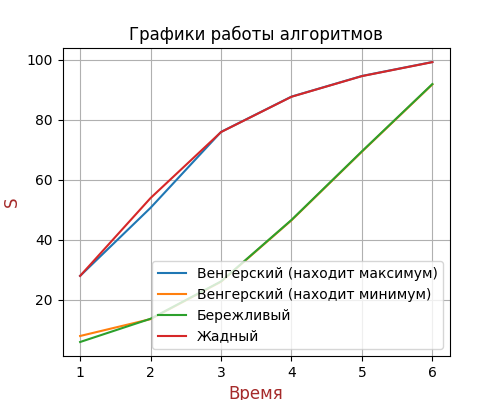 Графики работы алгоритмов
100
80
60
40
20
S
Венгерский (находит максимум)
Венгерский (находит минимум)
Бережливый
Жадный
1 2 3 4 5 6
Время